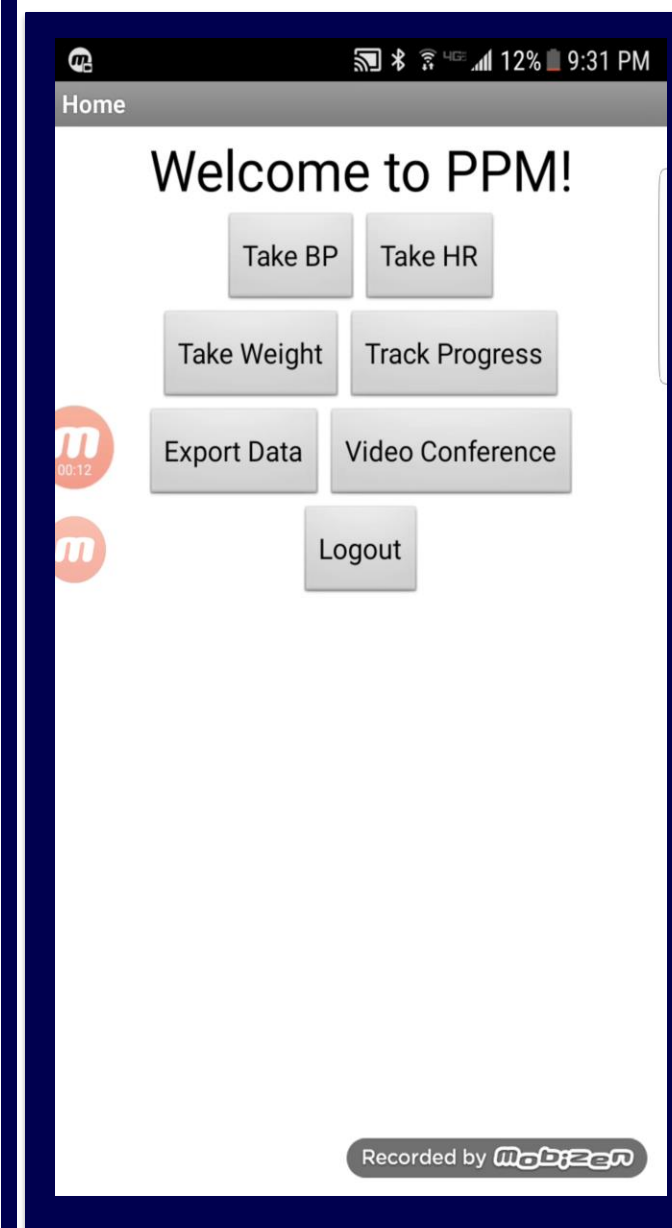 4GE 12% 9:31 PM
Home
Welcome to PPM!
Take BP Take HR
Take Weight Track Progress
m
00:12
Export Data Video Conference
m
Logout
Recorded by mobizen